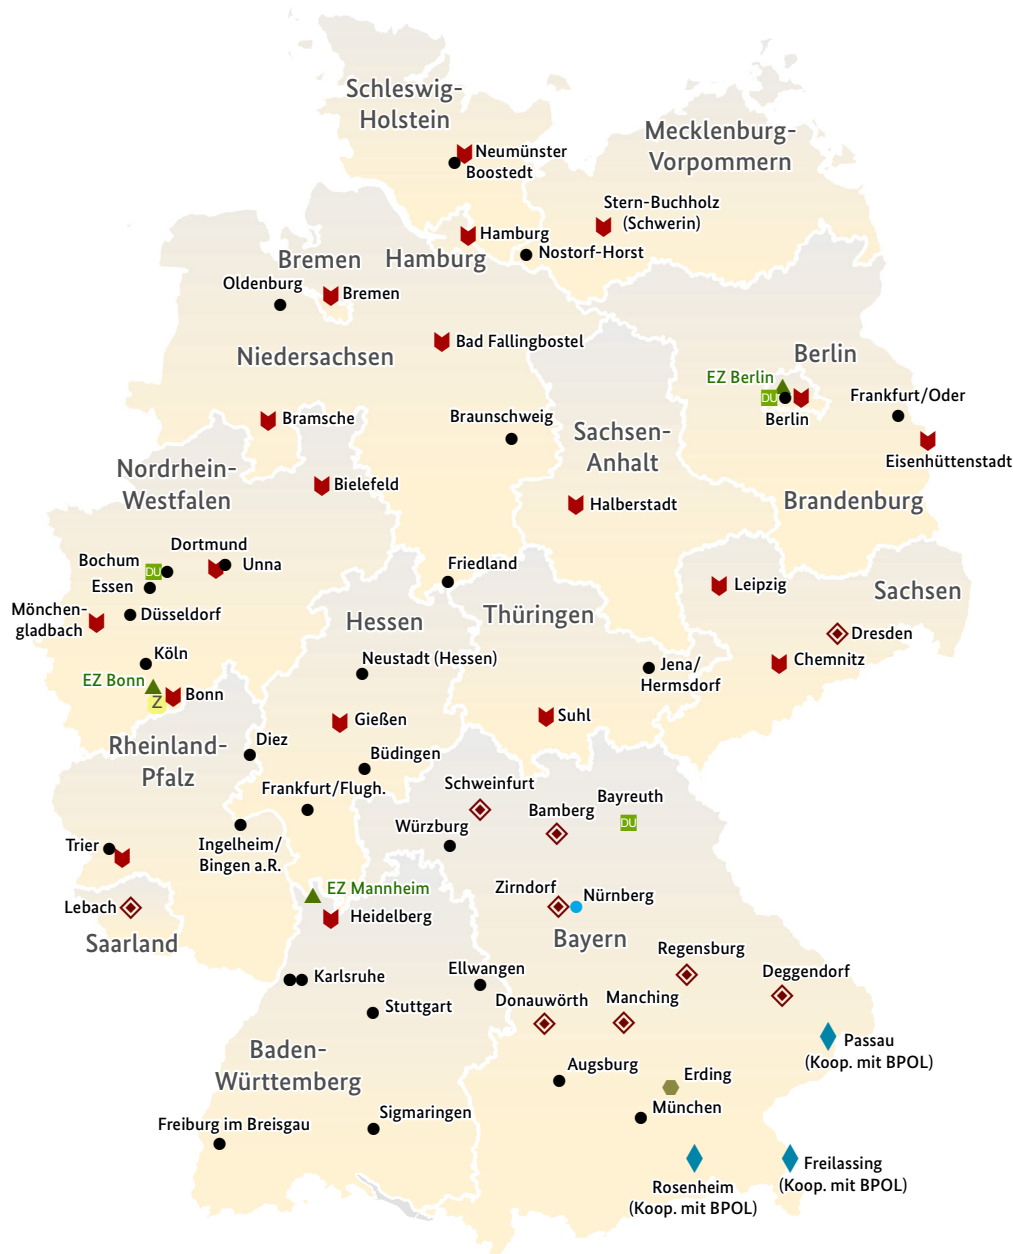 Schleswig-
Holstein
Mecklenburg-
Vorpommern
Neumünster
Boostedt
Stern-Buchholz
(Schwerin)
Hamburg
Nostorf-Horst
Bremen
Hamburg
Oldenburg
Bremen
Bad Fallingbostel
Niedersachsen
Berlin
EZ Berlin
DU
Berlin
Frankfurt/Oder
Bramsche
Braunschweig
Sachsen-
Anhalt
Eisenhüttenstadt
Nordrhein-
Westfalen
Bielefeld
Halberstadt
Brandenburg
Dortmund
Bochum
DU
Unna
Essen
Friedland
Leipzig
Sachsen
Mönchen-
gladbach
Düsseldorf
Hessen
Thüringen
Dresden
Köln
Neustadt (Hessen)
Jena/
Hermsdorf
Chemnitz
EZ Bonn
Z
Bonn
Gießen
Suhl
Rheinland-
Pfalz
Diez
Büdingen
Frankfurt/Flugh.
Schweinfurt
Bamberg
Bayreuth
DU
Würzburg
Trier
Ingelheim/
Bingen a.R.
EZ Mannheim
Zirndorf
Nürnberg
Lebach
Heidelberg
Saarland
Bayern
Regensburg
Karlsruhe
Ellwangen
Deggendorf
Stuttgart
Donauwörth
Manching
Passau
(Koop. mit BPOL)
Baden-
Württemberg
Augsburg
Erding
München
Sigmaringen
Freiburg im Breisgau
Freilassing
(Koop. mit BPOL)
Rosenheim
(Koop. mit BPOL)